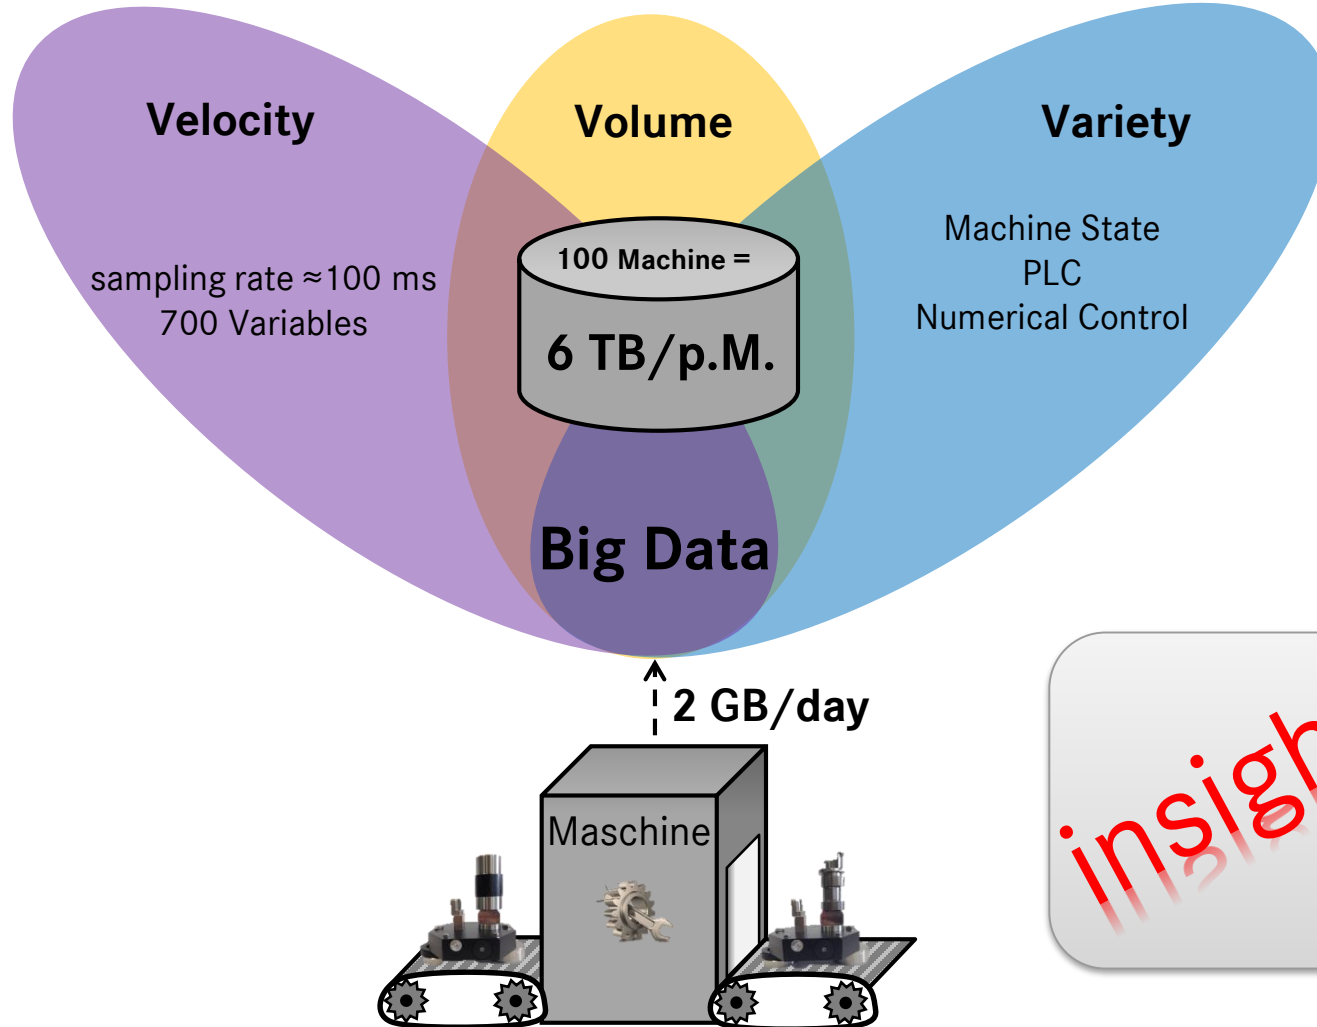 Velocity
Volume
Variety
sampling rate ≈100 ms
700 Variables
100 Machine =
6 TB/p.M.
Machine State
PLC
Numerical Control
Big Data
2 GB/day
Maschine